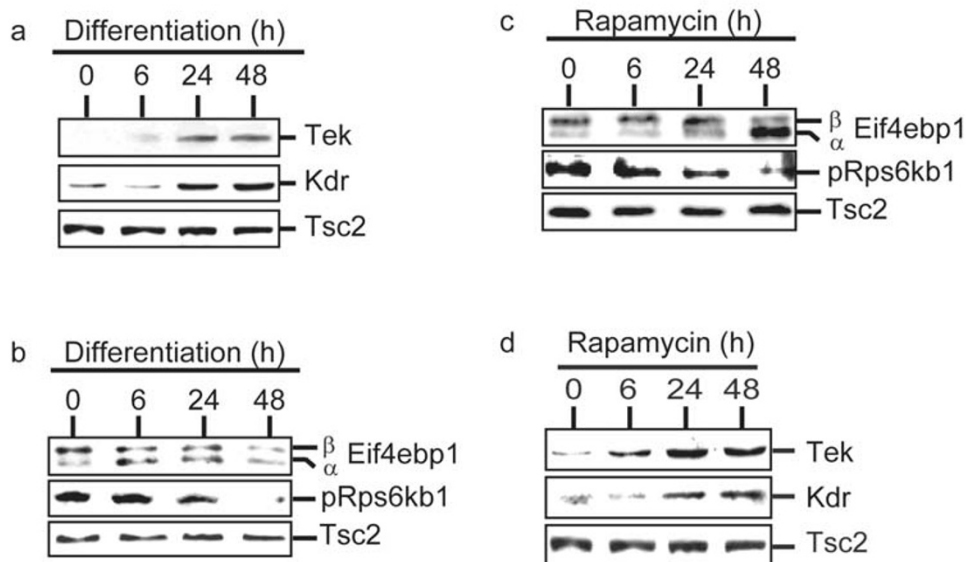 a
Differentiation (h)
0 6 24 48
Tek
Kdr
Tsc2
b
Differentiation (h)
0 6 24 48
β
α Eif4ebp1
pRps6kb1
Tsc2
c
Rapamycin (h)
0 6 24 48
β
α Eif4ebp1
pRps6kb1
Tsc2
d
Rapamycin (h)
0 6 24 48
Tek
Kdr
Tsc2